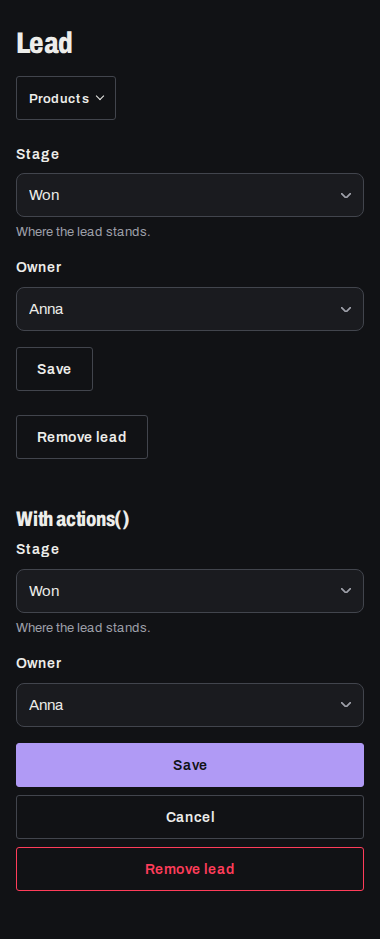 Lead
Products
Stage
Won
Where the lead stands.
Owner
Anna
Save
Remove lead
With actions()
Stage
Won
Where the lead stands.
Owner
Anna
Save
Cancel
Remove lead